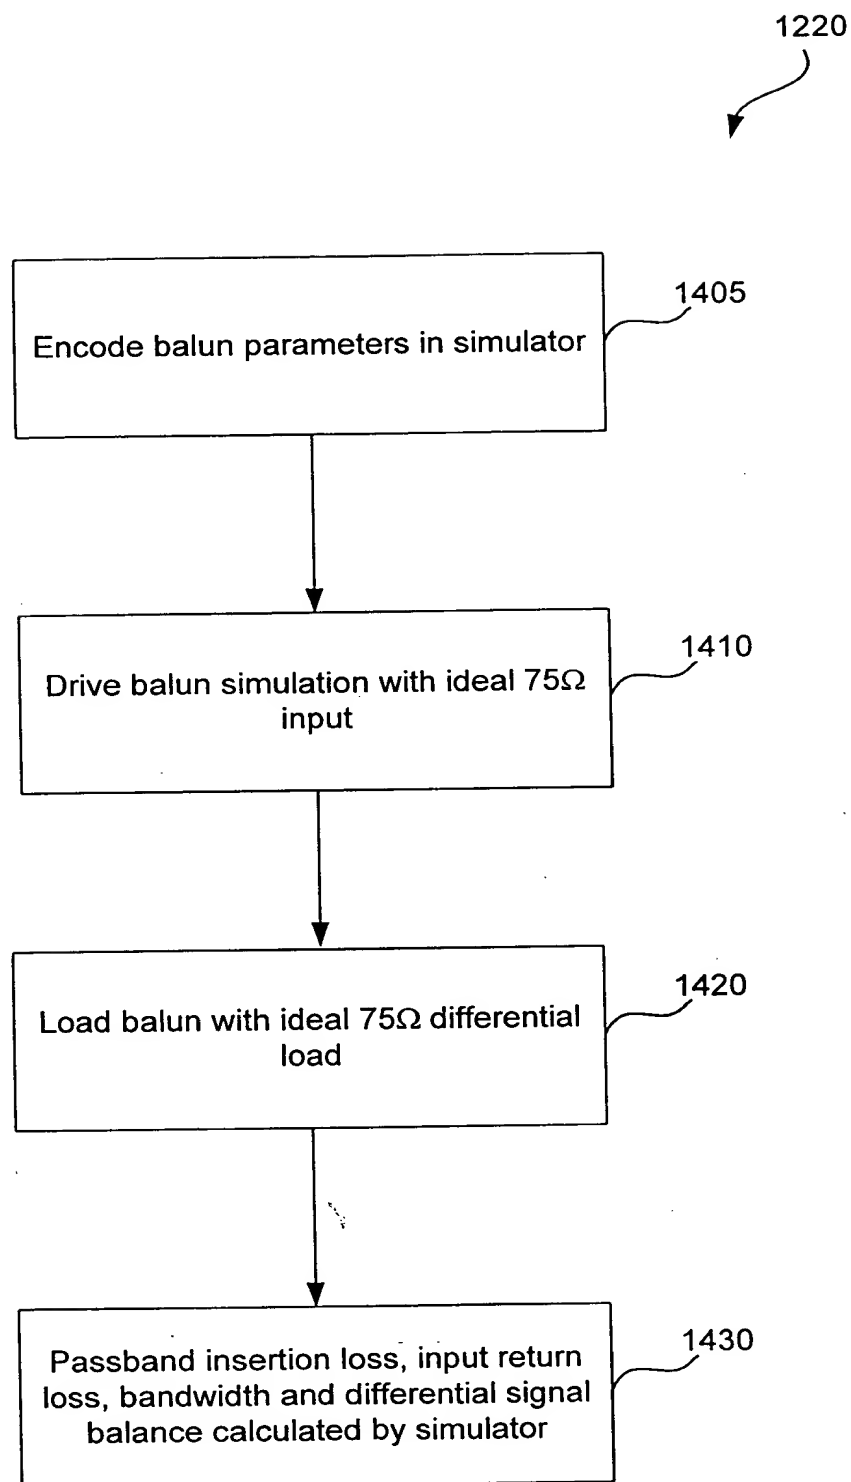 1220
1405
Encode balun parameters in simulator
1410
Drive balun simulation with ideal 75Ω
input
1420
Load balun with ideal 75Ω differential
load
1430
Passband insertion loss, input return
loss, bandwidth and differential signal
balance calculated by simulator